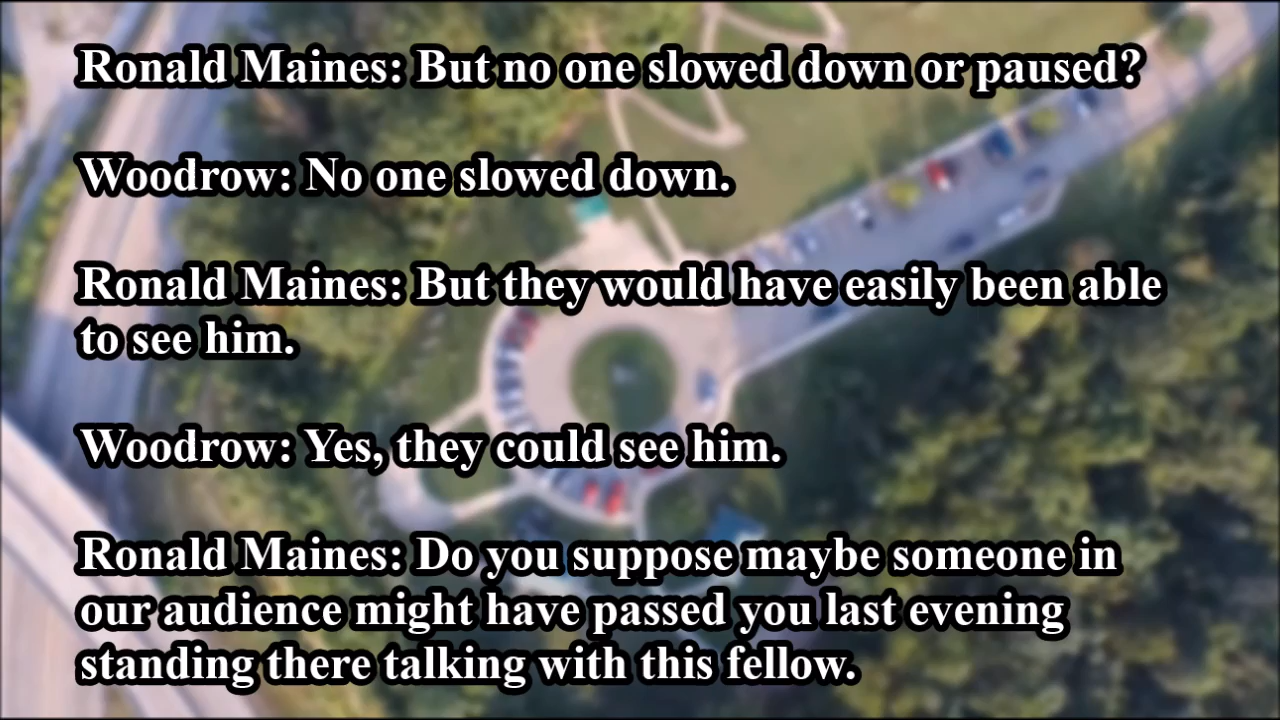 Ronald Maines: But no one slowed down or paused?
Woodrow: No one slowed down.
Ronald Maines: But they would have easily been able
to see him.
Woodrow: Yes, they could see him.
Ronald Maines: Do you suppose maybe someone in
our audience might have passed you last evening
standing there talking with this fellow.